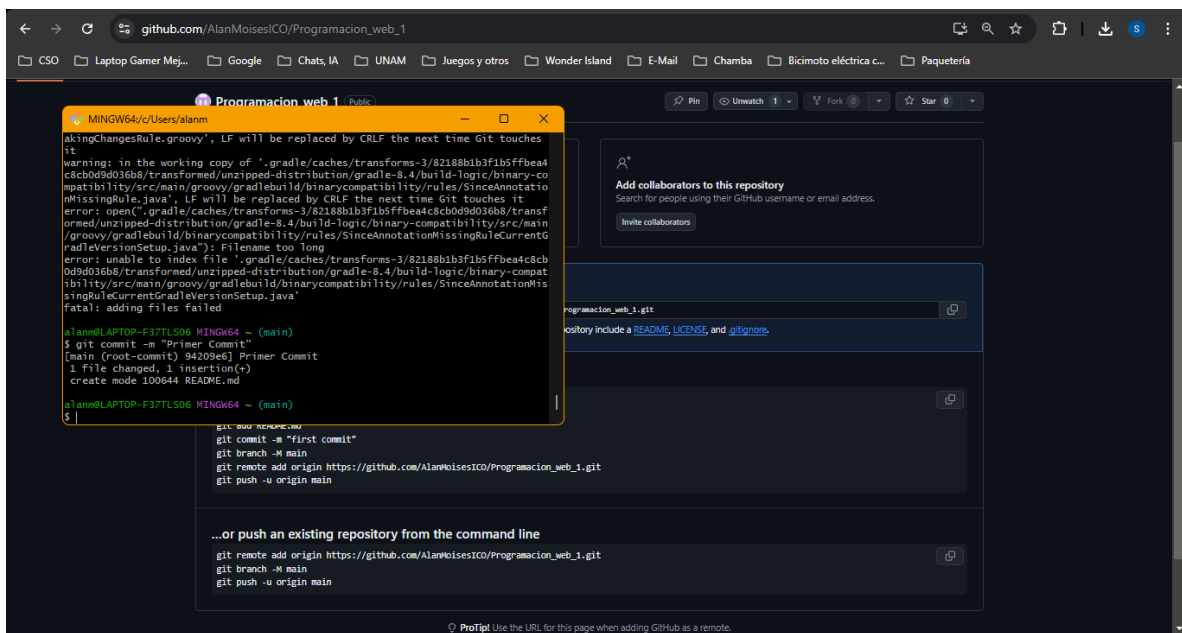 github.com/AlanMoisesICO/Programacion_web_1
S
CSO
Laptop Gamer Mej...
Google
Chats, IA
UNAM
Juegos y otros
Wonder Island
E-Mail
Chamba
Bicimoto eléctrica c...
Paquetería
Programacion_web_1 Public
Pin
Unwatch 1
Fork 0
Star 0
MINGW64:/c/Users/alanm
akingChangesRule.groovy', LF will be replaced by CRLF the next time Git touches
it
warning: in the working copy of '.gradle/caches/transforms-3/82188b1b3f1b5ffbea4
c8cb0d9d036b8/transformed/unzipped-distribution/gradle-8.4/build-logic/binary-co
mpatibility/src/main/groovy/gradlebuild/binarycompatibility/rules/SinceAnnotatio
nMissingRule.java', LF will be replaced by CRLF the next time Git touches it
error: open(".gradle/caches/transforms-3/82188b1b3f1b5ffbea4c8cb0d9d036b8/transf
ormed/unzipped-distribution/gradle-8.4/build-logic/binary-compatibility/src/main
/groovy/gradlebuild/binarycompatibility/rules/SinceAnnotationMissingRuleCurrentG
radleVersionSetup.java"): Filename too long
error: unable to index file '.gradle/caches/transforms-3/82188b1b3f1b5ffbea4c8cb
0d9d036b8/transformed/unzipped-distribution/gradle-8.4/build-logic/binary-compat
ibility/src/main/groovy/gradlebuild/binarycompatibility/rules/SinceAnnotationMis
singRuleCurrentGradleVersionSetup.java'
fatal: adding files failed
alanm@LAPTOP-F37TLS06 MINGW64 ~ (main)
$ git commit -m "Primer Commit"
[main (root-commit) 94209e6] Primer Commit
1 file changed, 1 insertion(+)
create mode 100644 README.md
alanm@LAPTOP-F37TLS06 MINGW64 ~ (main)
$
Add collaborators to this repository
Search for people using their GitHub username or email address.
Invite collaborators
rogramacion_web_1.git
ository include a README, LICENSE, and .gitignore.
git add README.md
git commit -m "first commit"
git branch -M main
git remote add origin https://github.com/AlanMoisesICO/Programacion_web_1.git
git push -u origin main
...or push an existing repository from the command line
git remote add origin https://github.com/AlanMoisesICO/Programacion_web_1.git
git branch -M main
git push -u origin main
ProTip! Use the URL for this page when adding GitHub as a remote.